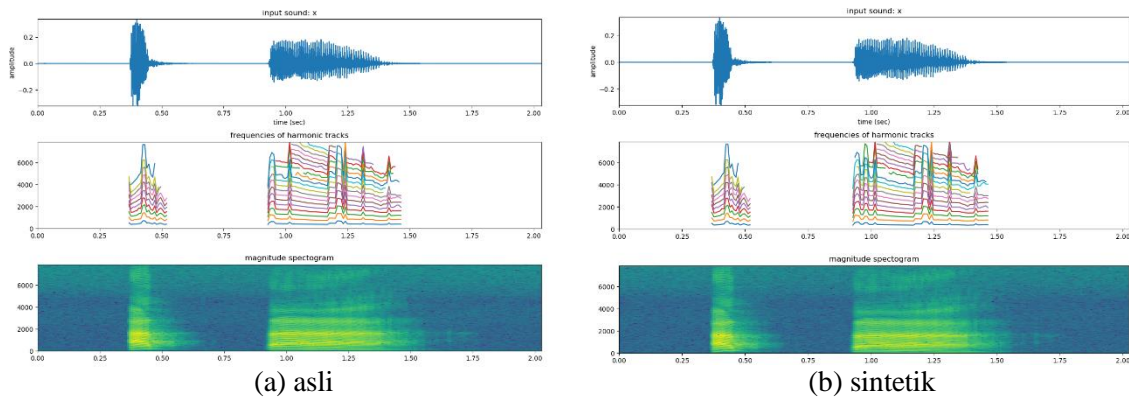 input sound: x
amplitude
0.2
0.0
−0.2
0.00 0.25 0.50 0.75 1.00 1.25 1.50 1.75 2.00
time (sec)
frequencies of harmonic tracks
6000
4000
2000
0
0.00 0.25 0.50 0.75 1.00 1.25 1.50 1.75 2.00
magnitude spectogram
6000
4000
2000
0
0.00 0.25 0.50 0.75 1.00 1.25 1.50 1.75 2.00
(a) asli
input sound: x
amplitude
0.2
0.0
−0.2
0.00 0.25 0.50 0.75 1.00 1.25 1.50 1.75 2.00
time (sec)
frequencies of harmonic tracks
6000
4000
2000
0
0.00 0.25 0.50 0.75 1.00 1.25 1.50 1.75 2.00
magnitude spectogram
6000
4000
2000
0
0.00 0.25 0.50 0.75 1.00 1.25 1.50 1.75 2.00
(b) sintetik